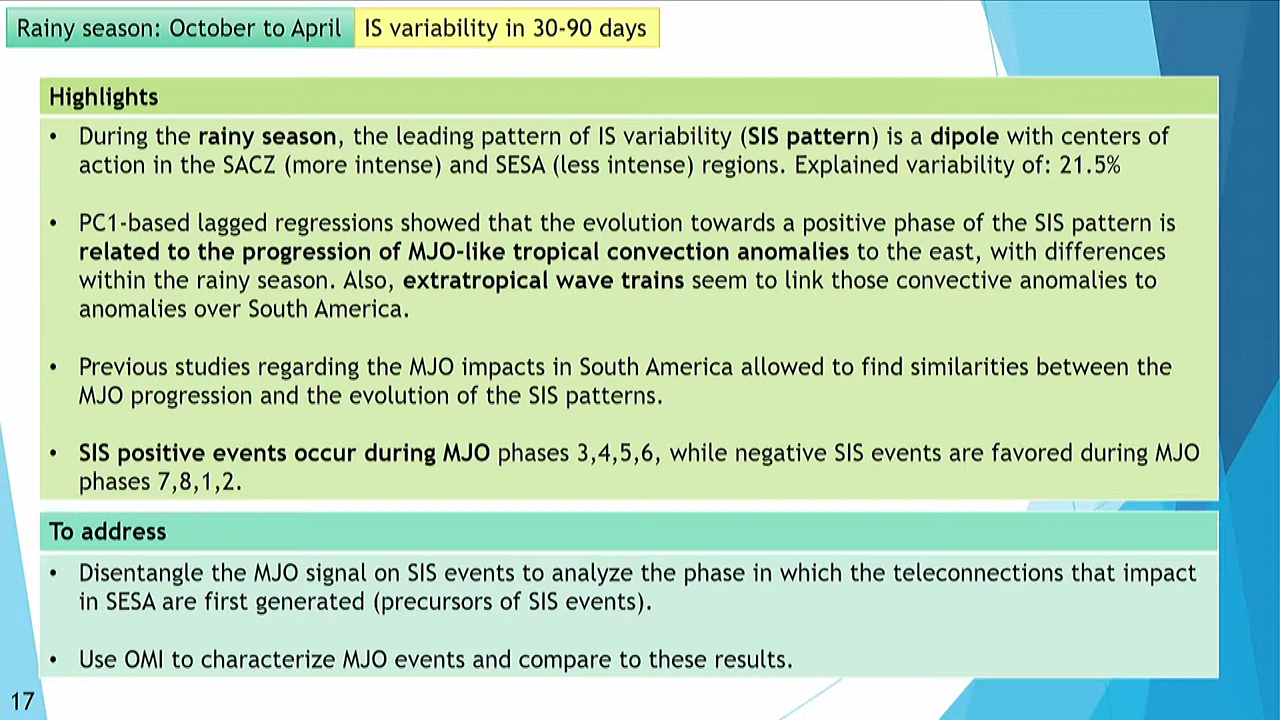 Rainy season: October to April IS variability in 30-90 days
Highlights
• During the rainy season, the leading pattern of IS variability (SIS pattern) is a dipole with centers of
action in the SACZ (more intense) and SESA (less intense) regions. Explained variability of: 21.5%
• PC1-based lagged regressions showed that the evolution towards a positive phase of the SIS pattern is
related to the progression of MJO-like tropical convection anomalies to the east, with differences
within the rainy season. Also, extratropical wave trains seem to link those convective anomalies to
anomalies over South America.
• Previous studies regarding the MJO impacts in South America allowed to find similarities between the
MJO progression and the evolution of the SIS patterns.
• SIS positive events occur during MJO phases 3,4,5,6, while negative SIS events are favored during MJO
phases 7,8,1,2.
To address
• Disentangle the MJO signal on SIS events to analyze the phase in which the teleconnections that impact
in SESA are first generated (precursors of SIS events).
• Use OMI to characterize MJO events and compare to these results.
17